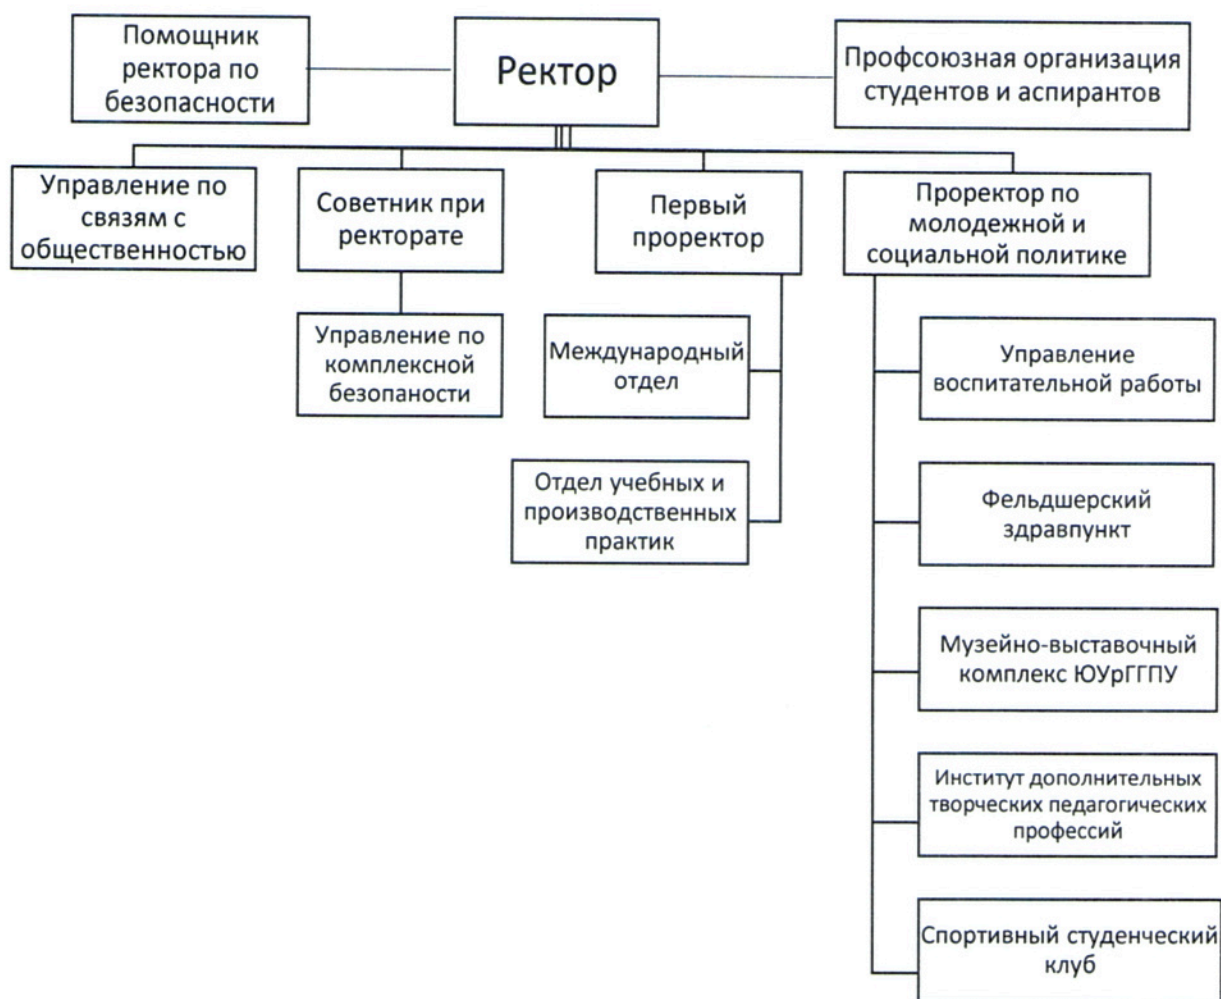 Помощник
ректора по
безопасности
Ректор
Профсоюзная организация
студентов и аспирантов
Управление по
связям с
общественностью
Советник при
ректорате
Первый
проректор
Проректор по
молодежной и
социальной политике
Управление по
комплексной
безопаности
Международный
отдел
Отдел учебных и
производственных
практик
Управление
воспитательной работы
Фельдшерский
здравпункт
Музейно-выставочный
комплекс ЮУрГГПУ
Институт дополнительных
творческих педагогических
профессий
Спортивный студенческий
клуб